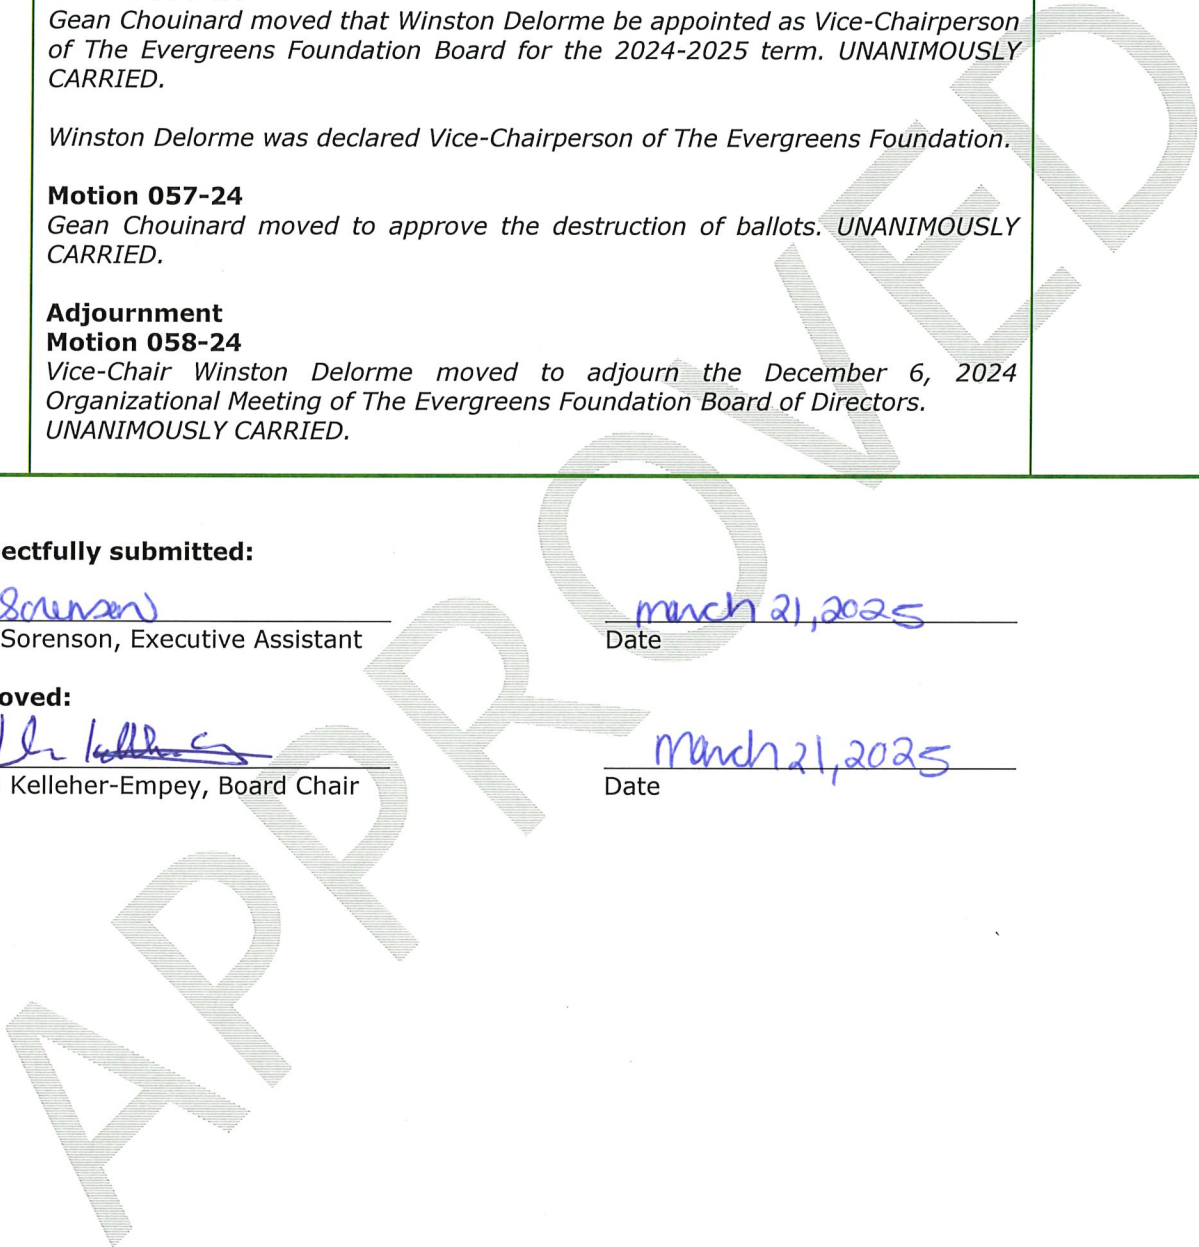 Gean Chouinard moved that Winston Delorme be appointed as Vice-Chairperson
of The Evergreens Foundation Board for the 2024-2025 term. UNANIMOUSLY
CARRIED.
Winston Delorme was declared Vice-Chairperson of The Evergreens Foundation.
Motion 057-24
Gean Chouinard moved to approve the destruction of ballots. UNANIMOUSLY
CARRIED.
Adjournment
Motion 058-24
Vice-Chair Winston Delorme moved to adjourn the December 6, 2024
Organizational Meeting of The Evergreens Foundation Board of Directors.
UNANIMOUSLY CARRIED.
ectfully submitted:
Sorenson march 21, 2025
Sorenson, Executive Assistant Date
oved:
March 21, 2025
Kelleher-Empey, Board Chair Date
APPROVED